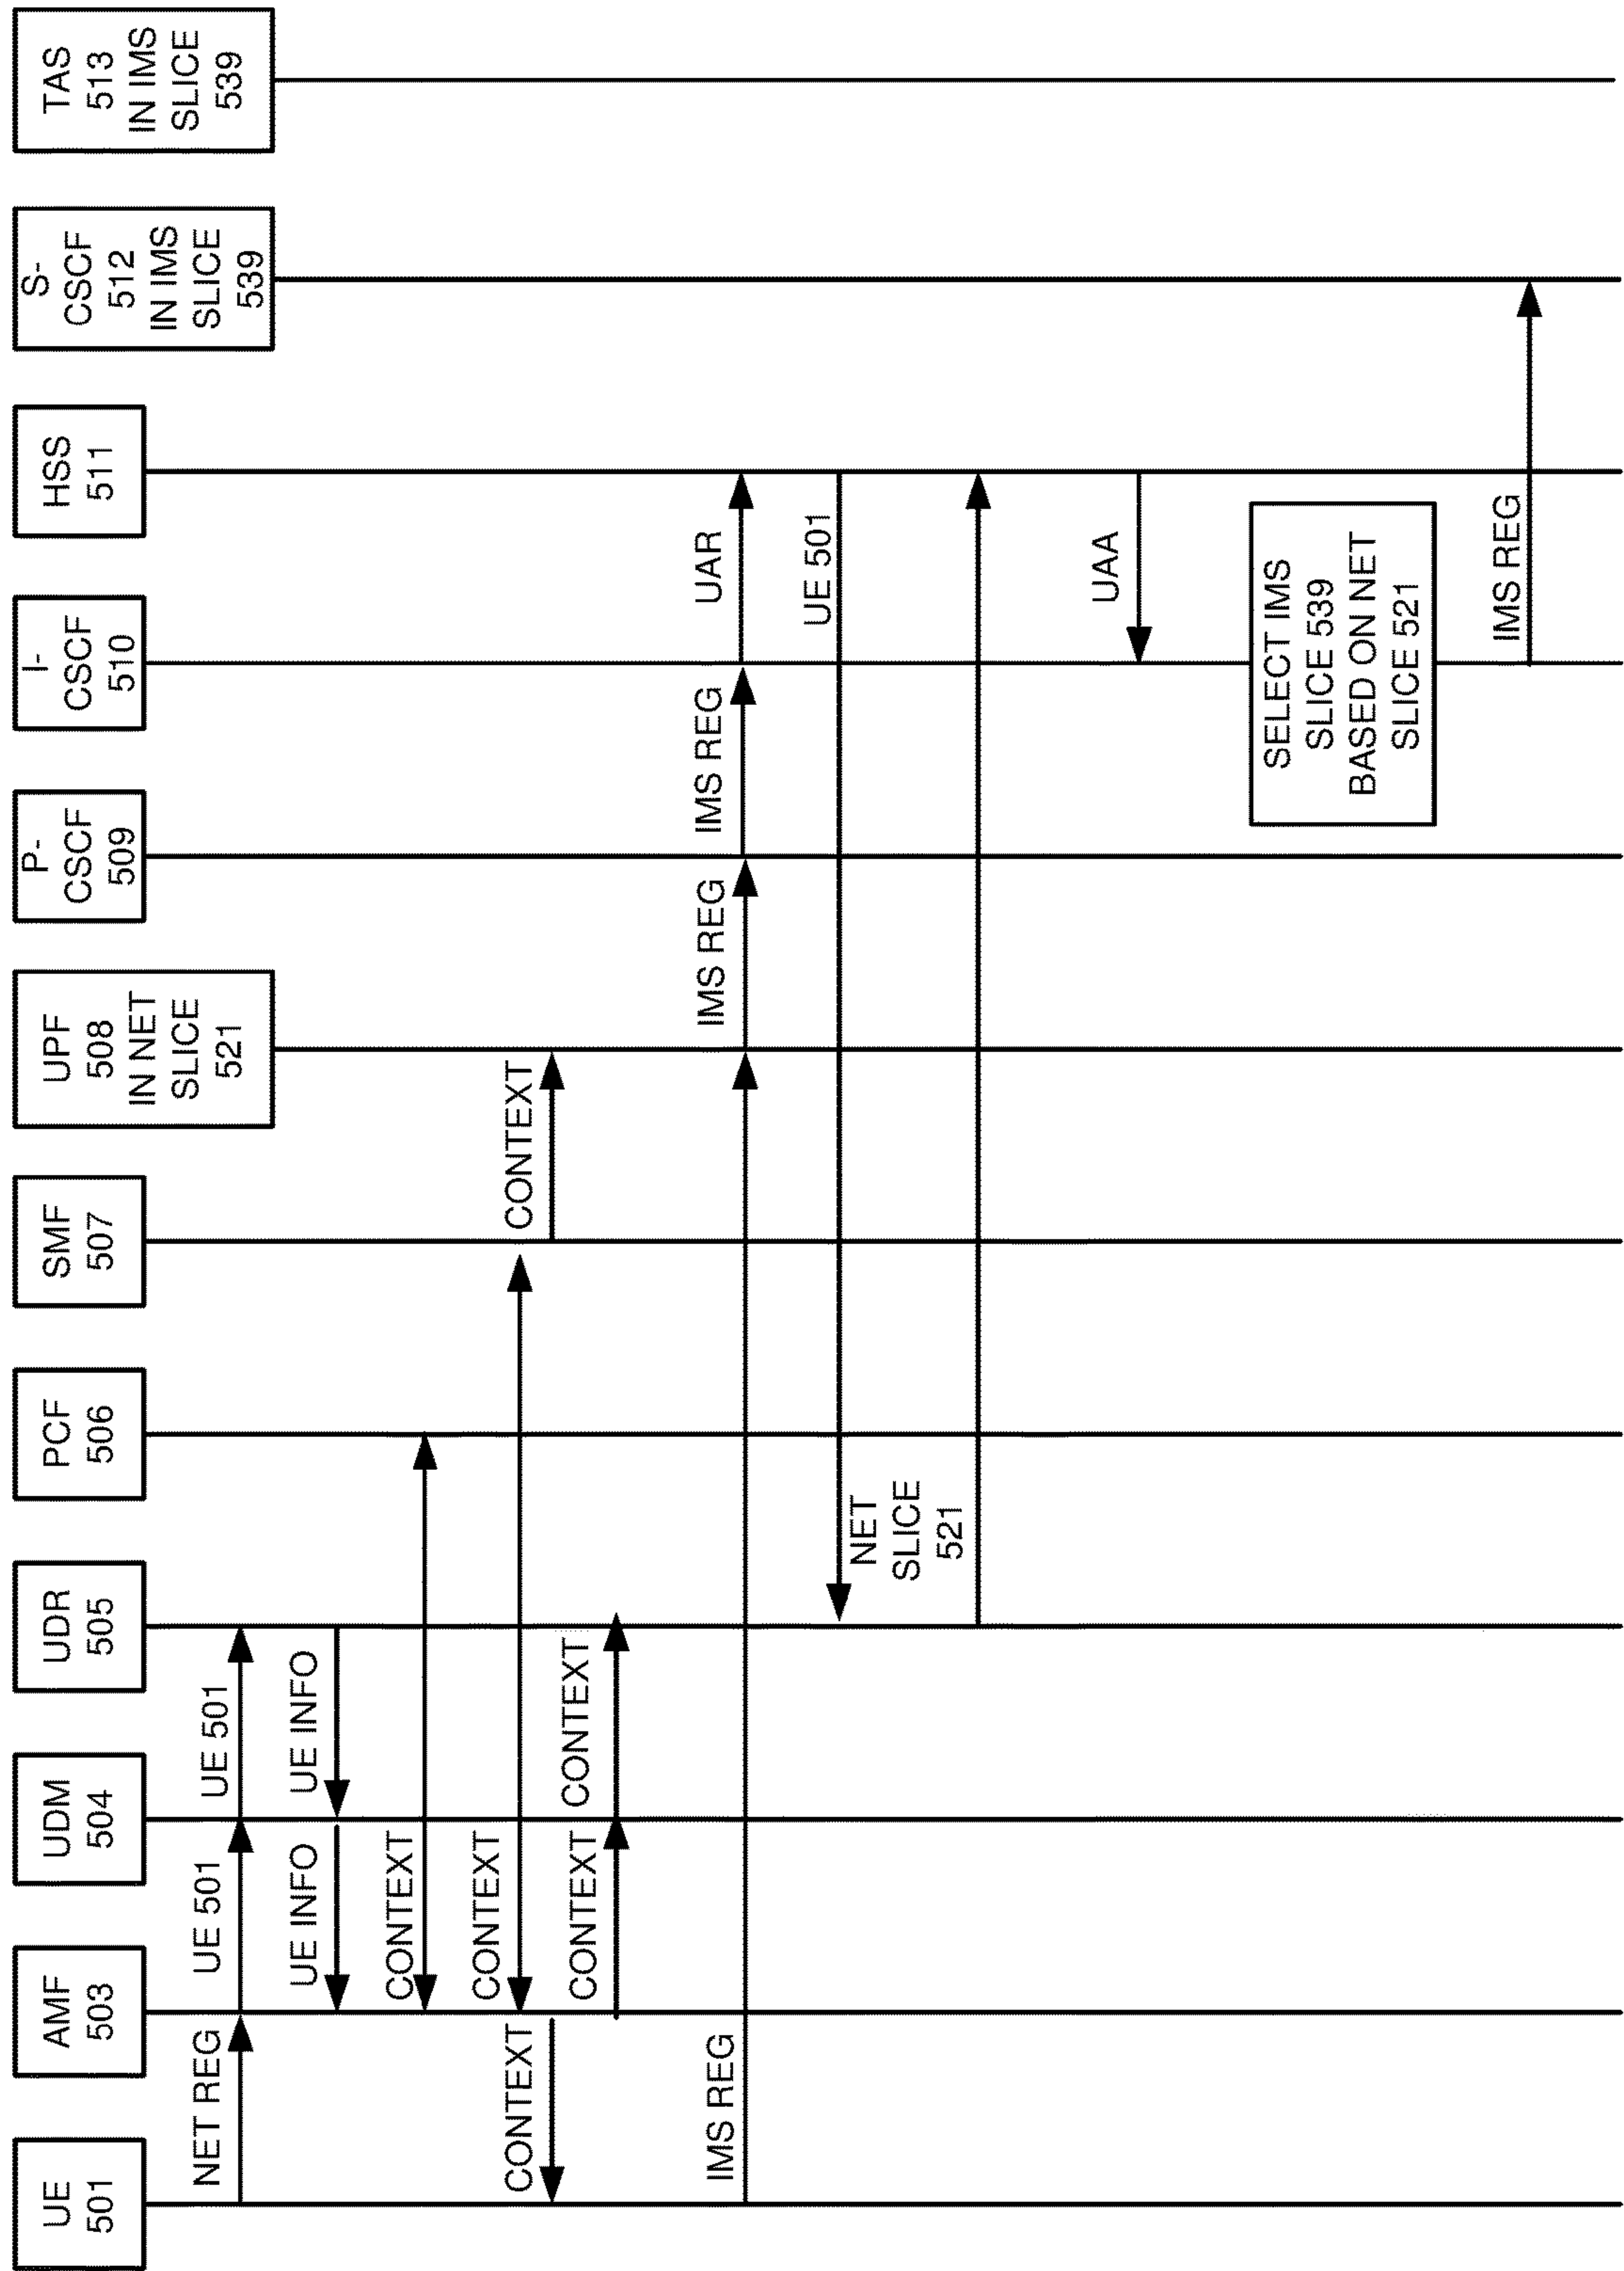 UE
501
AMF
503
UDM
504
UDR
505
PCF
506
SMF
507
UPF
508
IN NET
SLICE
521
P-
CSCF
509
I-
CSCF
510
HSS
511
S-
CSCF
512
IN IMS
SLICE
539
TAS
513
IN IMS
SLICE
539
NET REG
UE 501
UE 501
UE INFO
UE INFO
CONTEXT
CONTEXT
CONTEXT
CONTEXT
CONTEXT
CONTEXT
IMS REG
IMS REG
IMS REG
UAR
UE 501
NET
SLICE
521
UAA
SELECT IMS
SLICE 539
BASED ON NET
SLICE 521
IMS REG